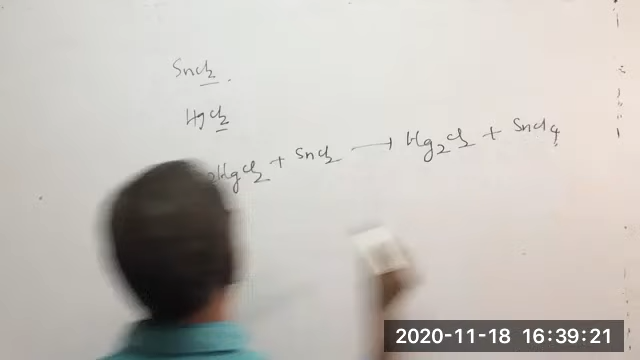 SnCl2.
HgCl2
2HgCl2 + SnCl2 → Hg2Cl2 + SnCl4
2020-11-18 16:39:21